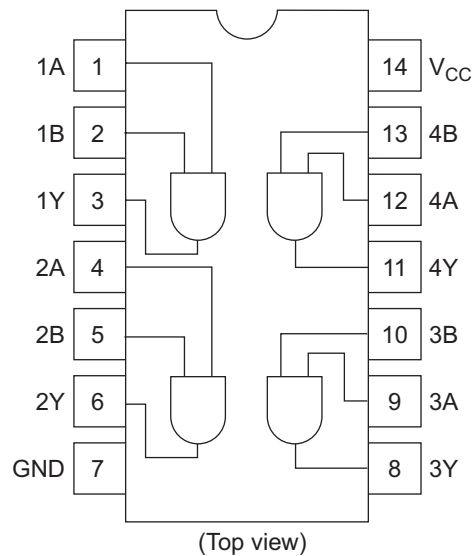 1A 1 14 VCC
1B 2 13 4B
1Y 3 12 4A
2A 4 11 4Y
2B 5 10 3B
2Y 6 9 3A
GND 7 8 3Y
(Top view)